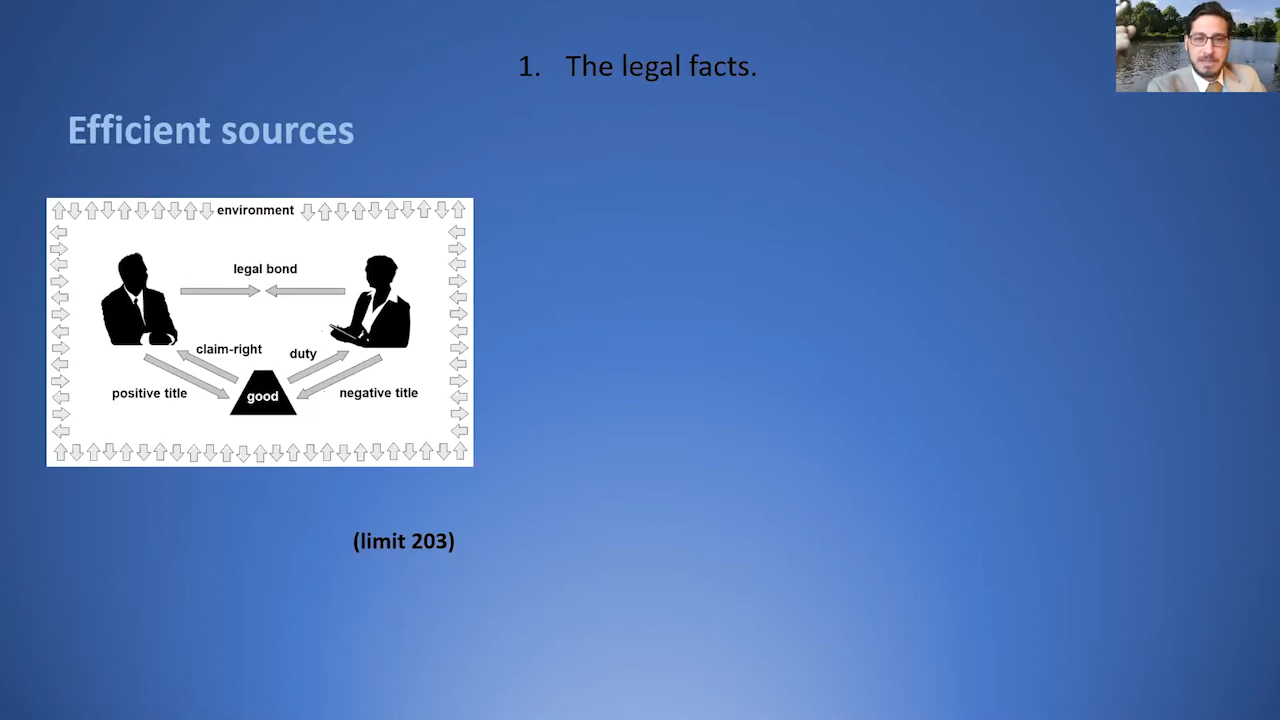 1. The legal facts.
Efficient sources
environment
legal bond
claim-right
duty
positive title
good
negative title
(limit 203)